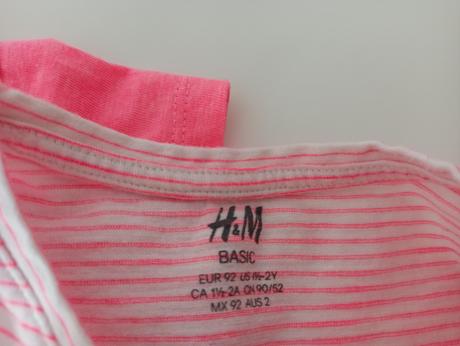 H&M
BASIC
EUR 92 US 1½-2Y
CA 1½-2A CN 90/52
MX 92 AUS 2